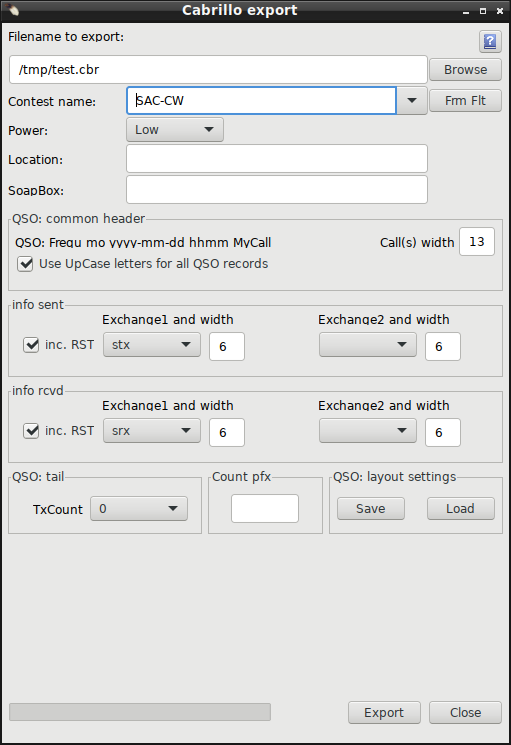 Cabrillo export
Filename to export:
?
/tmp/test.cbr Browse
Contest name: SAC-CW Frm Flt
Power: Low
Location:
SoapBox:
QSO: common header
QSO: Frequ mo yyyy-mm-dd hhmm MyCall Call(s) width 13
Use UpCase letters for all QSO records
info sent
Exchange1 and width Exchange2 and width
inc. RST stx 6 6
info rcvd
Exchange1 and width Exchange2 and width
inc. RST srx 6 6
QSO: tail Count pfx QSO: layout settings
TxCount 0 Save Load
Export Close